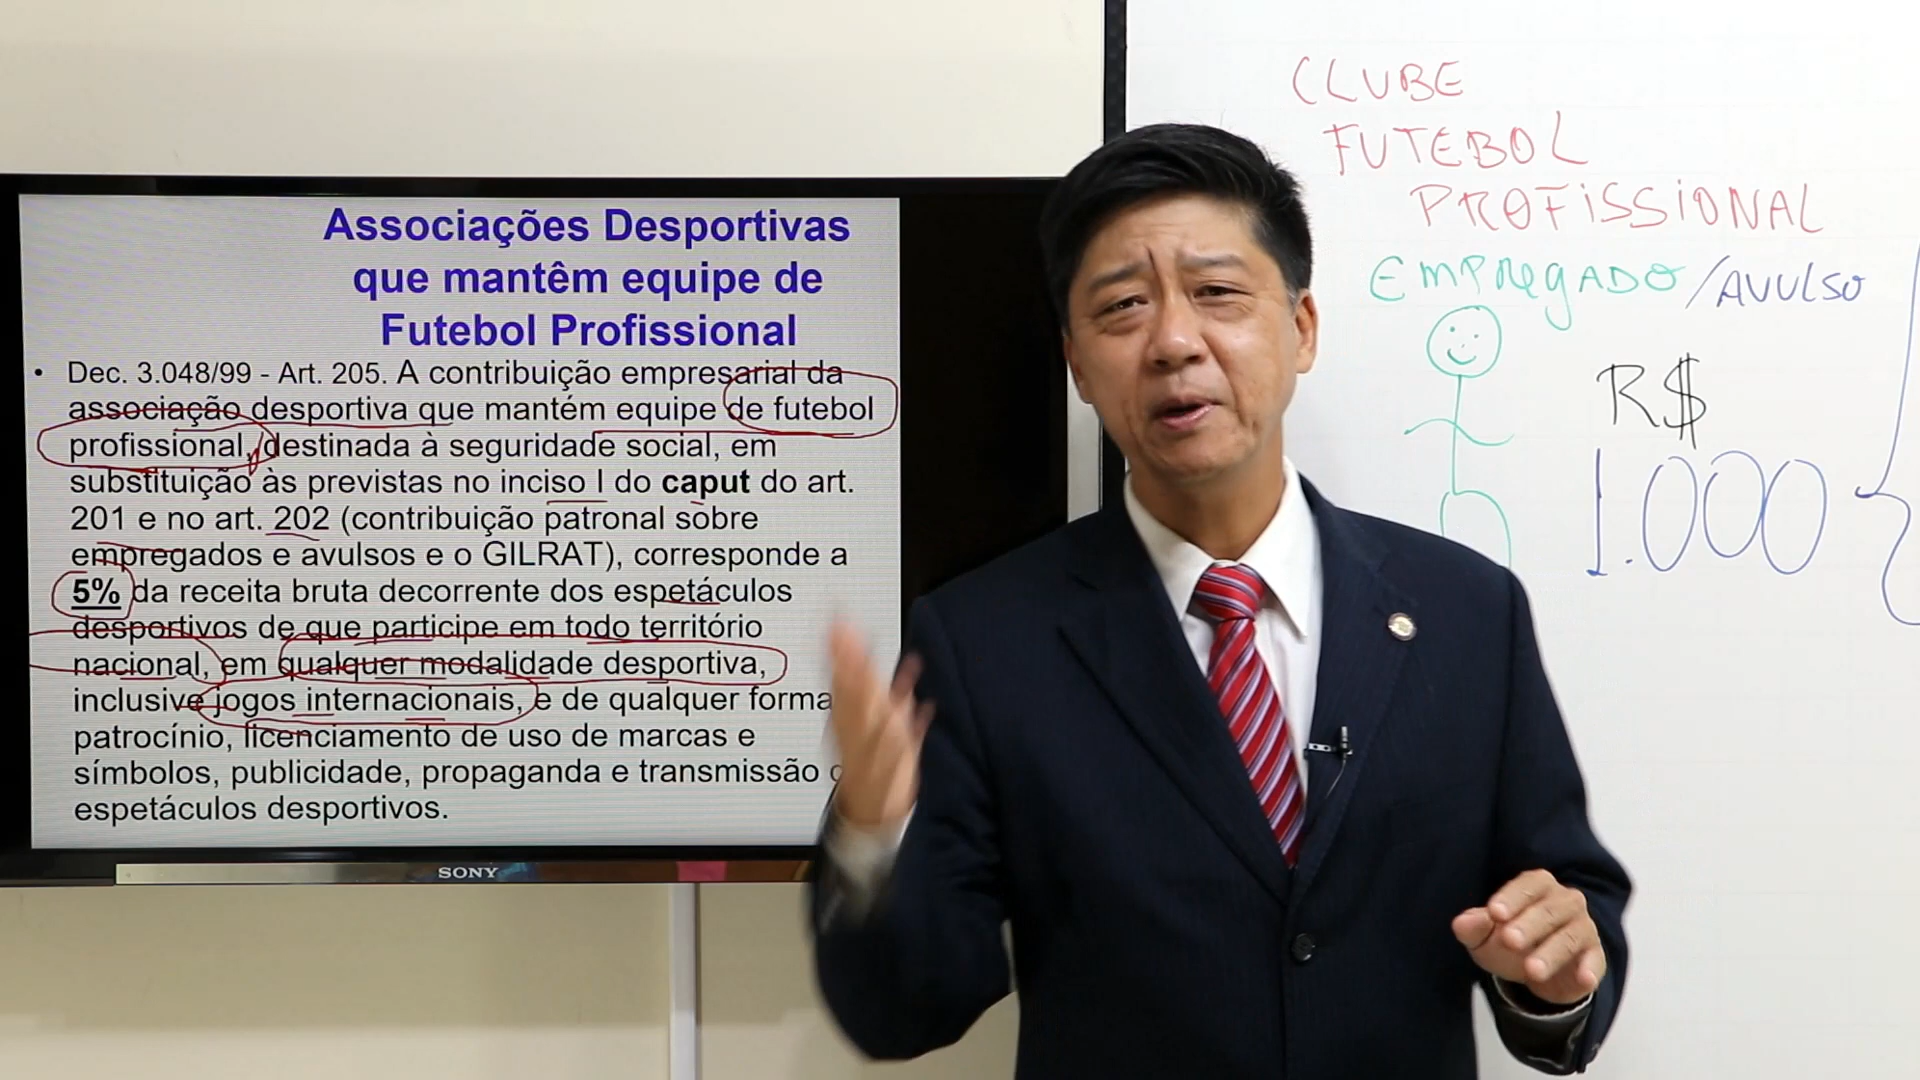 Associações Desportivas
que mantêm equipe de
Futebol Profissional
• Dec. 3.048/99 - Art. 205. A contribuição empresarial da
associação desportiva que mantém equipe de futebol
profissional, destinada à seguridade social, em
substituição às previstas no inciso I do caput do art.
201 e no art. 202 (contribuição patronal sobre
empregados e avulsos e o GILRAT), corresponde a
5% da receita bruta decorrente dos espetáculos
desportivos de que participe em todo território
nacional, em qualquer modalidade desportiva,
inclusive jogos internacionais, e de qualquer forma
patrocínio, licenciamento de uso de marcas e
símbolos, publicidade, propaganda e transmissão
espetáculos desportivos.
SONY
CLUBE
FUTEBOL
PROFISSIONAL
EMPREGADO/AVULSO
R$
1.000